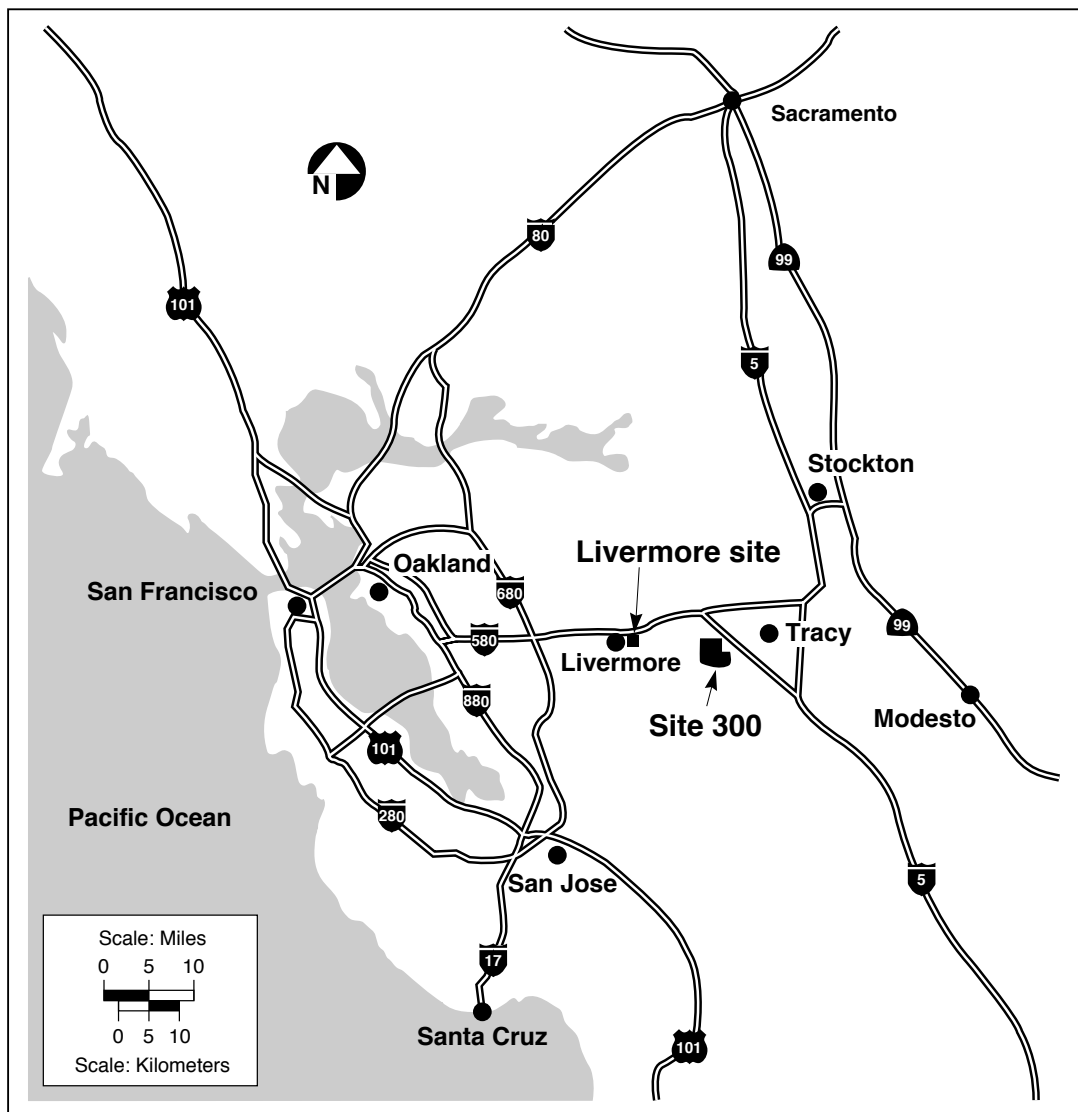 Sacramento
N
80
99
101
5
Stockton
Livermore site
Oakland
San Francisco
680
99
580
Tracy
Livermore
880
Site 300
Modesto
101
Pacific Ocean
280
San Jose
5
Scale: Miles
0 5 10
17
0 5 10
Santa Cruz
101
Scale: Kilometers